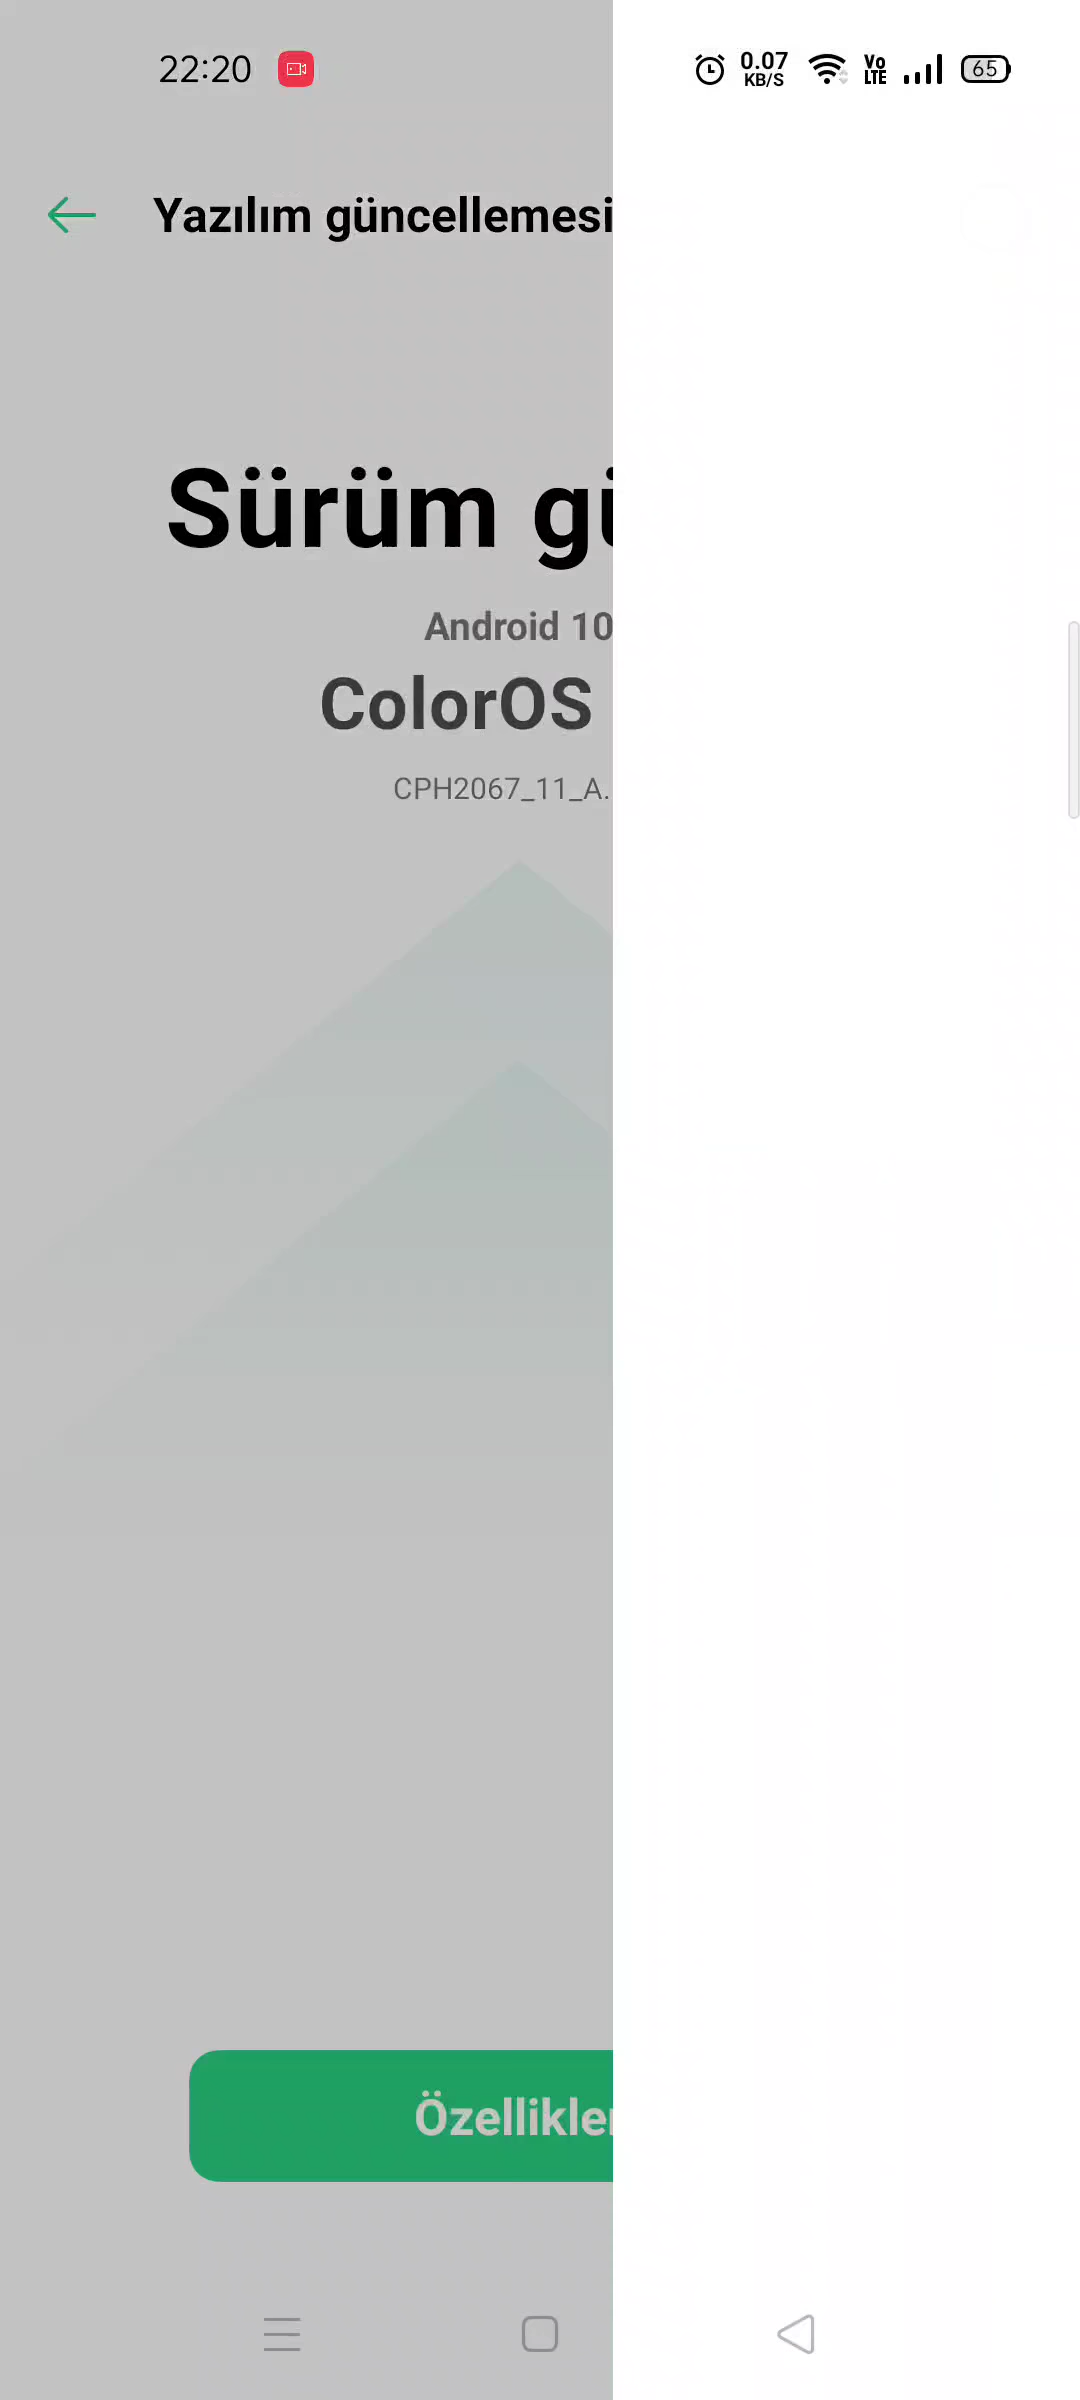 22:20 0.07 KB/S Vo LTE 65
Yazılım güncellemesi
Sürüm gü
Android 10
ColorOS
CPH2067_11_A.
Özellikler